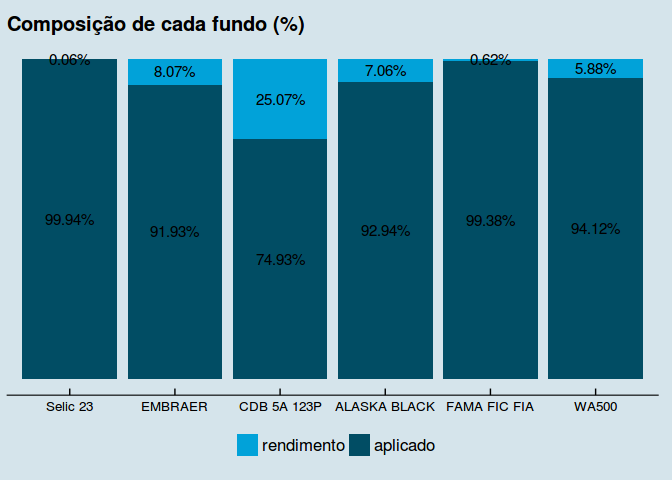 Composição de cada fundo (%)
0.06% 8.07% 25.07% 7.06% 0.62% 5.88%
99.94% 91.93% 74.93% 92.94% 99.38% 94.12%
Selic 23 EMBRAER CDB 5A 123P ALASKA BLACK FAMA FIC FIA WA500
rendimento aplicado